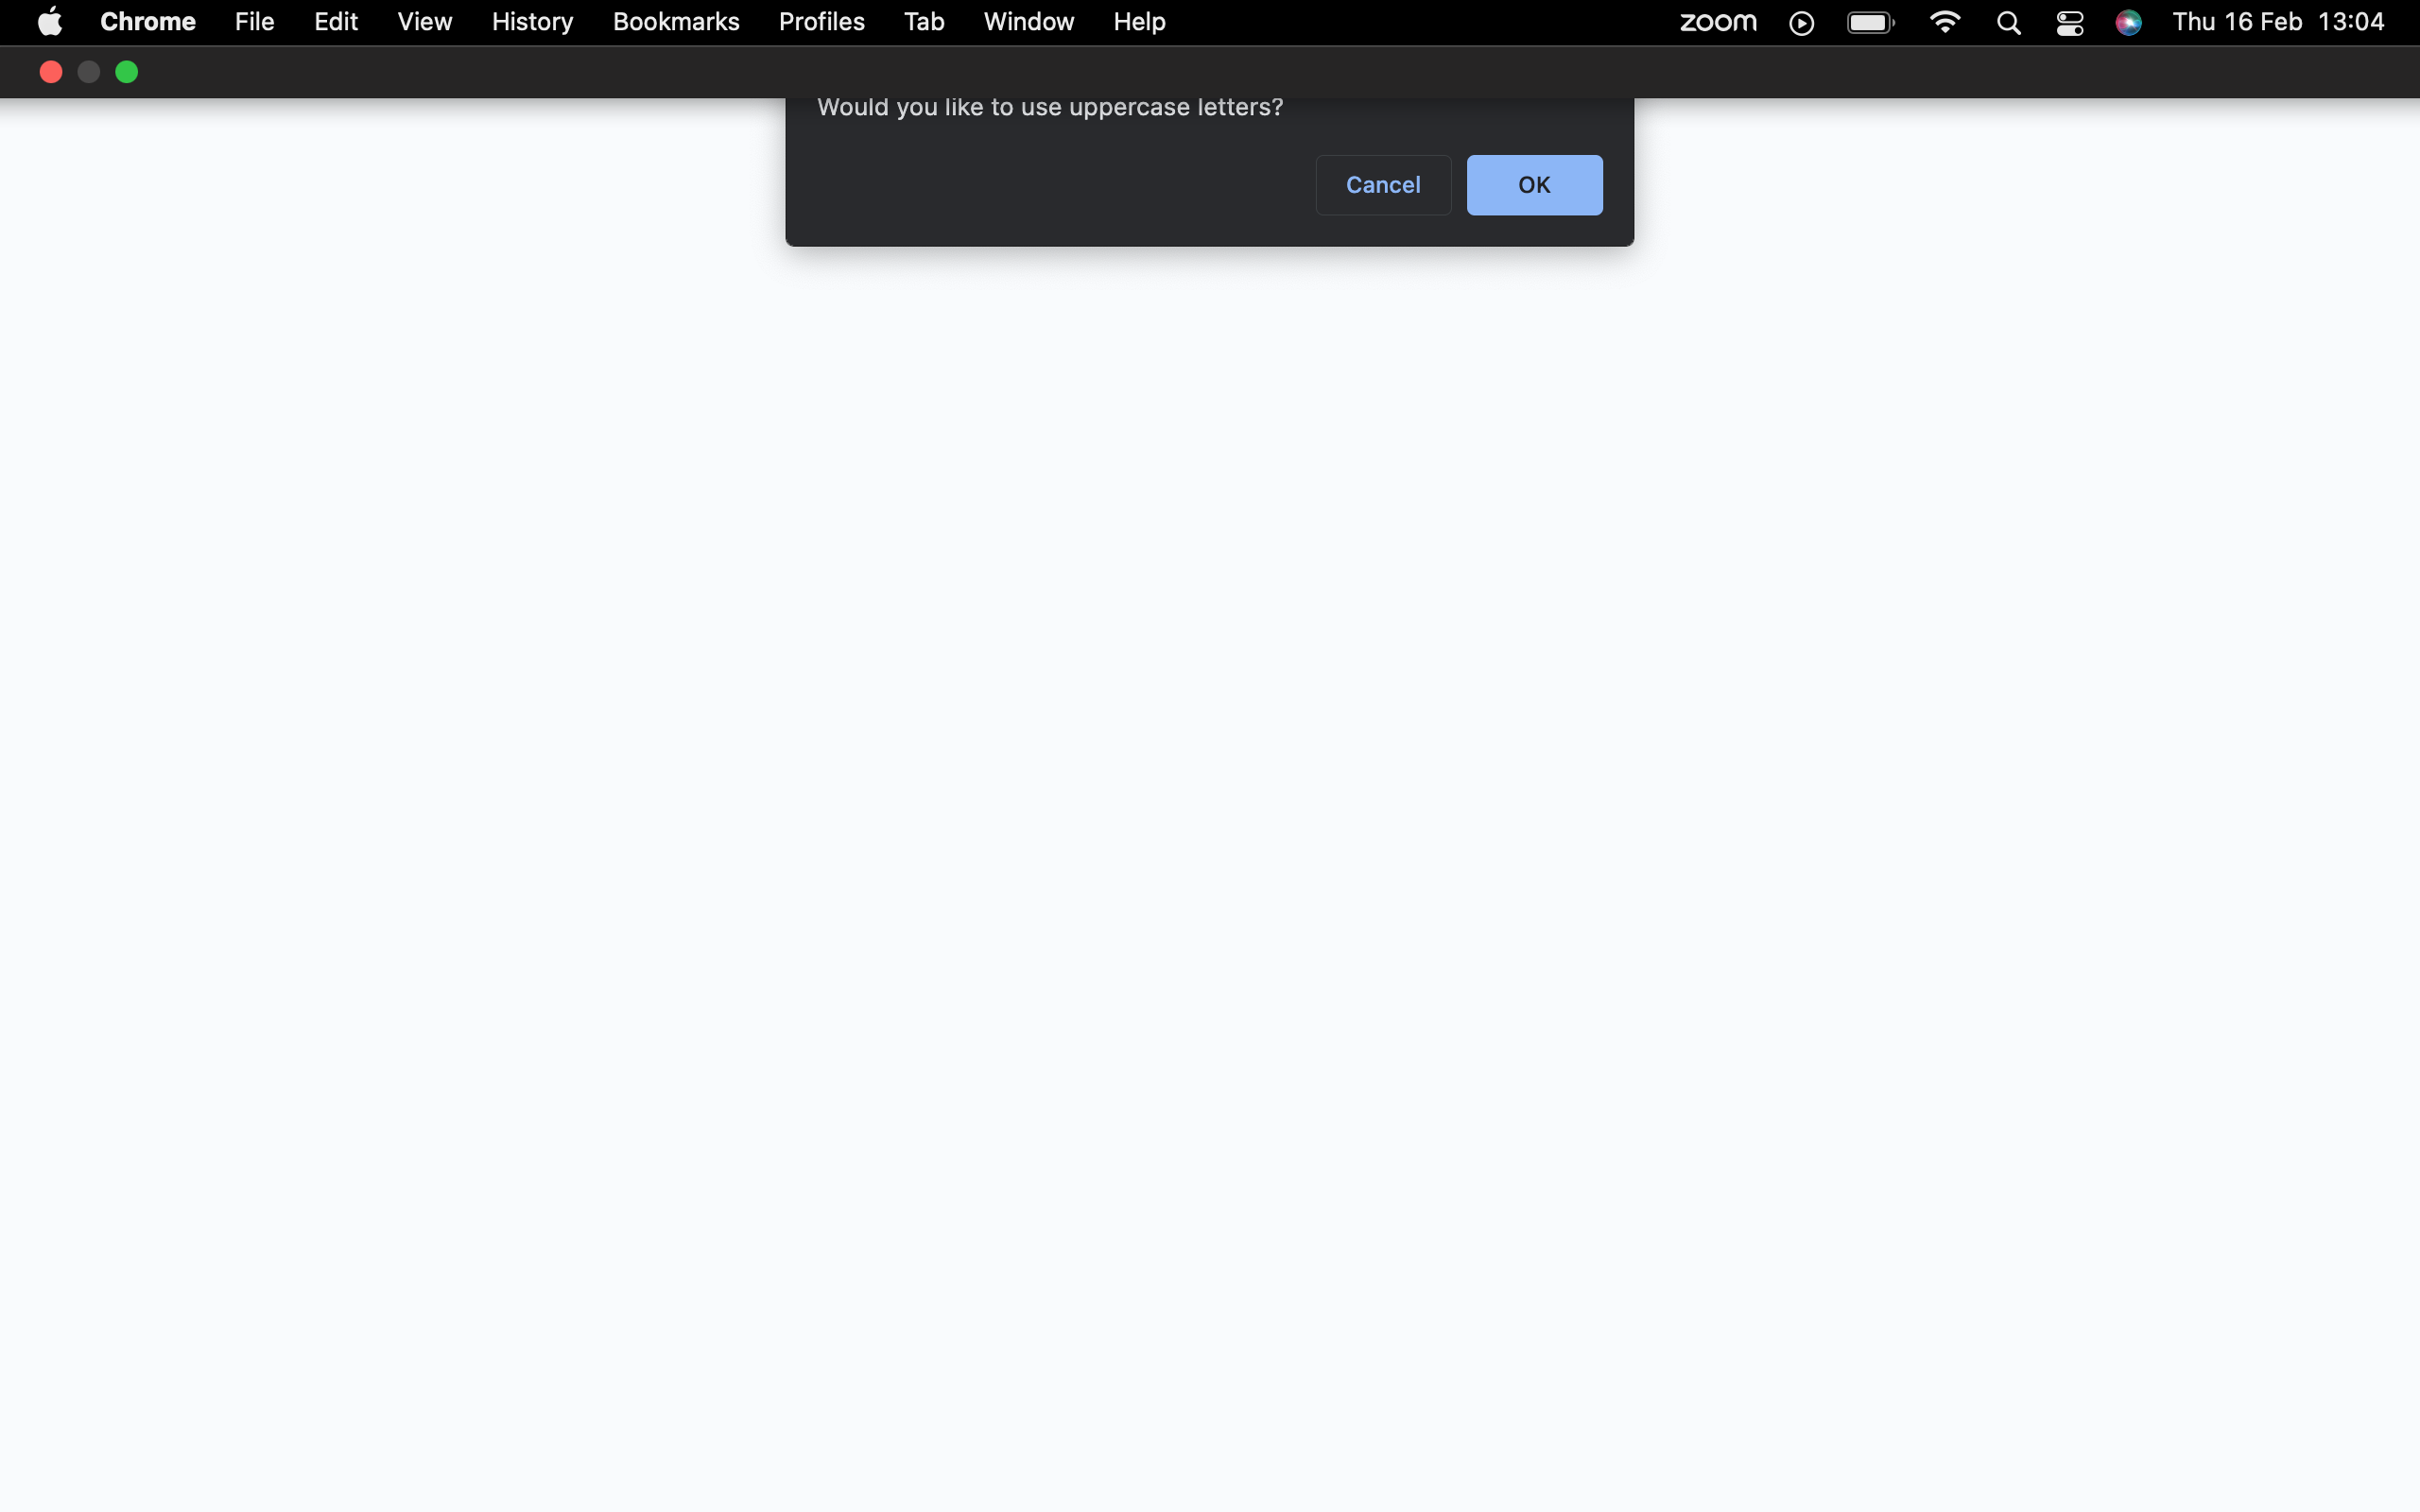 Chrome File Edit View History Bookmarks Profiles Tab Window Help zoom Thu 16 Feb 13:04
Would you like to use uppercase letters?
Cancel OK